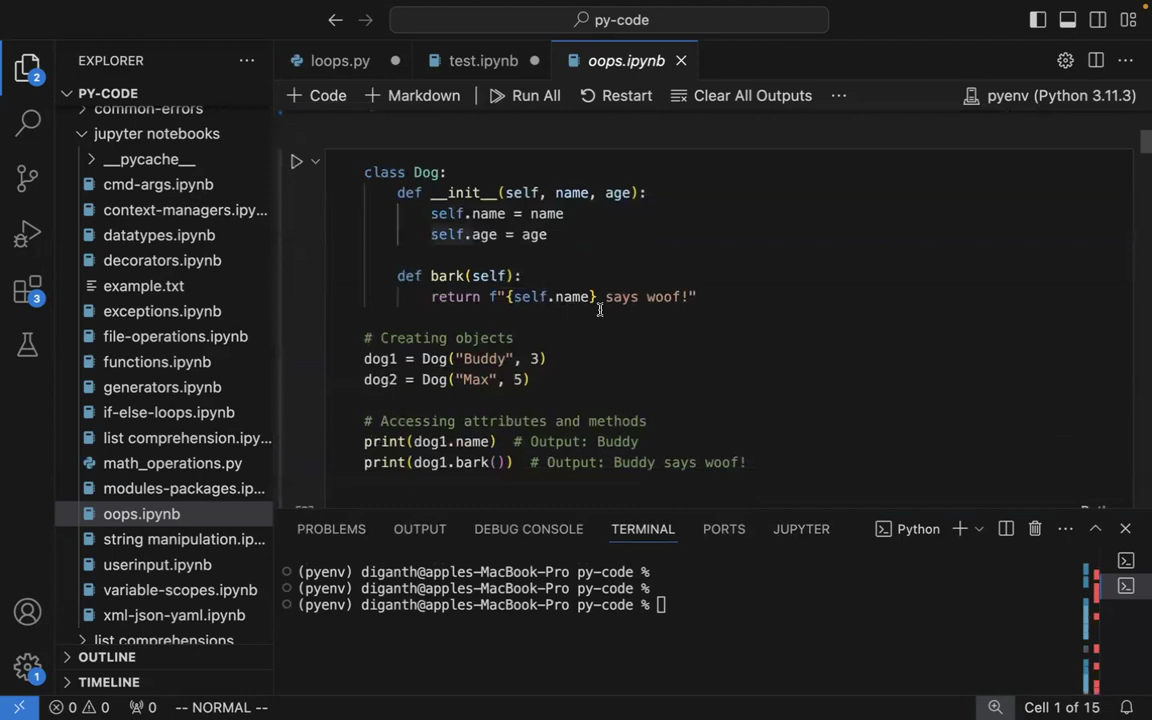 py-code
EXPLORER
loops.py
test.ipynb
oops.ipynb
PY-CODE
Code
Markdown
Run All
Restart
Clear All Outputs
pyenv (Python 3.11.3)
common-errors
jupyter notebooks
__pycache__
cmd-args.ipynb
context-managers.ipy...
datatypes.ipynb
decorators.ipynb
example.txt
exceptions.ipynb
file-operations.ipynb
functions.ipynb
generators.ipynb
if-else-loops.ipynb
list comprehension.ipy...
math_operations.py
modules-packages.ip...
oops.ipynb
string manipulation.ip...
userinput.ipynb
variable-scopes.ipynb
xml-json-yaml.ipynb
list comprehensions
OUTLINE
TIMELINE
2
3
1
class Dog:
def __init__(self, name, age):
self.name = name
self.age = age
def bark(self):
return f"{self.name} says woof!"
# Creating objects
dog1 = Dog("Buddy", 3)
dog2 = Dog("Max", 5)
# Accessing attributes and methods
print(dog1.name)  # Output: Buddy
print(dog1.bark())  # Output: Buddy says woof!
PROBLEMS
OUTPUT
DEBUG CONSOLE
TERMINAL
PORTS
JUPYTER
Python
(pyenv) diganth@apples-MacBook-Pro py-code %
(pyenv) diganth@apples-MacBook-Pro py-code %
(pyenv) diganth@apples-MacBook-Pro py-code %
0 0 0 -- NORMAL --
Cell 1 of 15